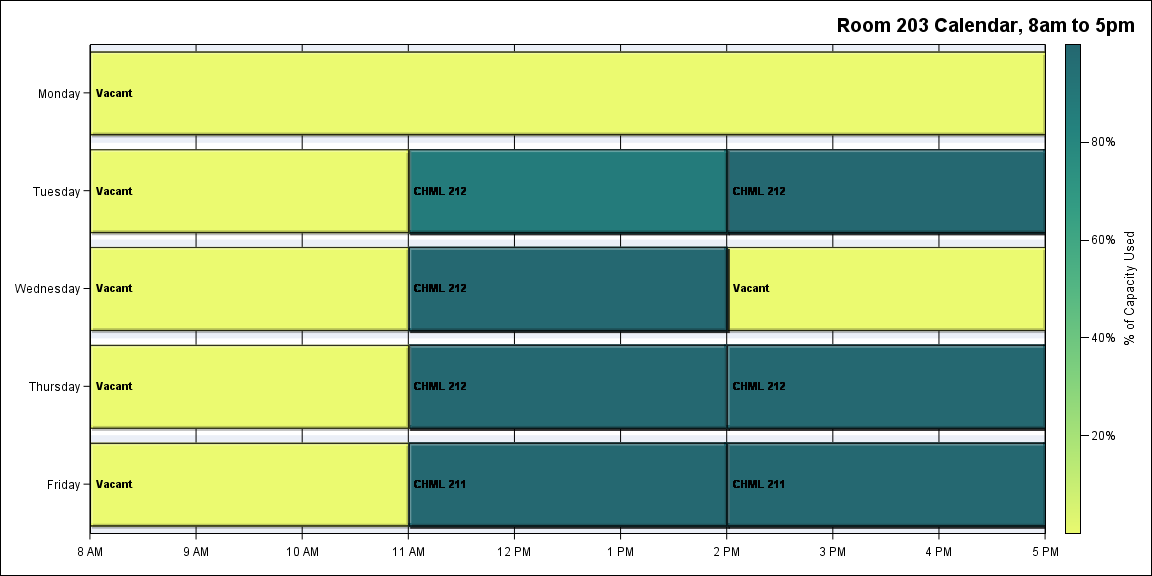 Room 203 Calendar, 8am to 5pm
Monday
Vacant
Tuesday
Vacant
CHML 212
CHML 212
Wednesday
Vacant
CHML 212
Vacant
Thursday
Vacant
CHML 212
CHML 212
Friday
Vacant
CHML 211
CHML 211
8 AM
9 AM
10 AM
11 AM
12 PM
1 PM
2 PM
3 PM
4 PM
5 PM
80%
60%
40%
20%
% of Capacity Used